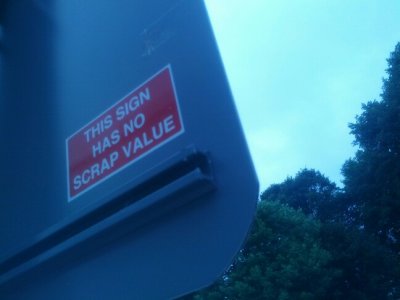 THIS SIGN
HAS NO
SCRAP VALUE